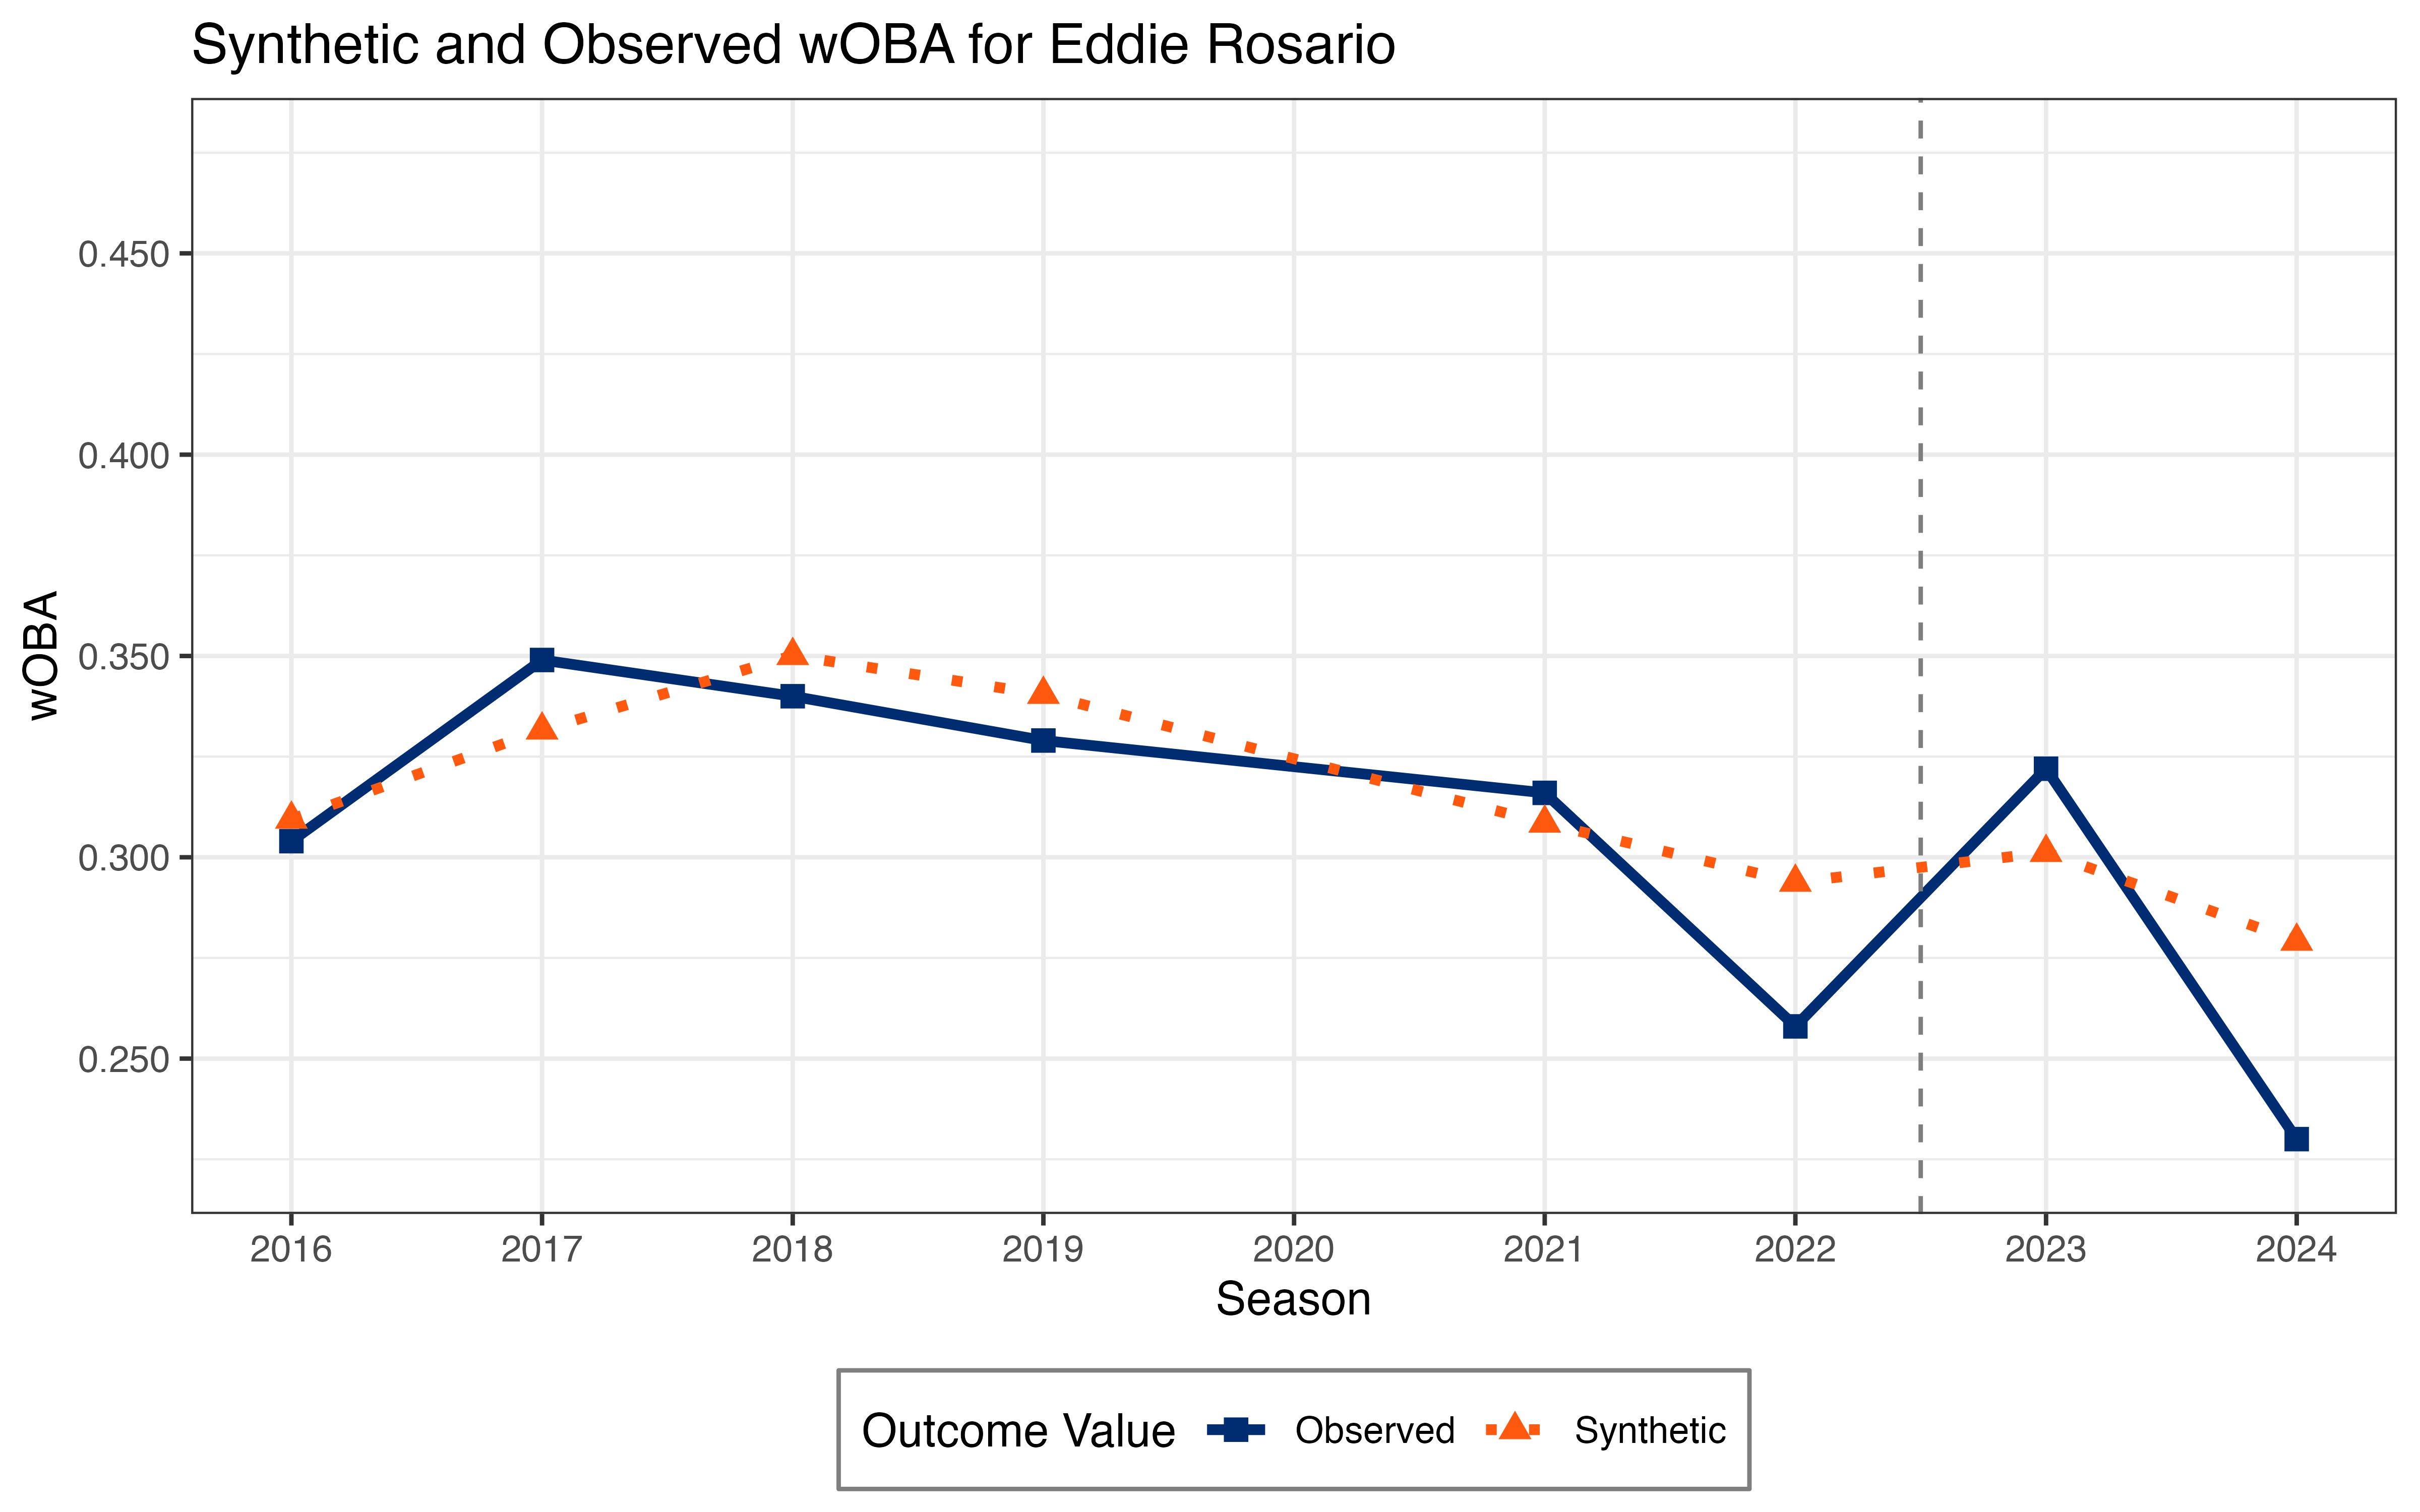 Synthetic and Observed wOBA for Eddie Rosario
wOBA
0.450
0.400
0.350
0.300
0.250
2016 2017 2018 2019 2020 2021 2022 2023 2024
Season
Outcome Value Observed Synthetic